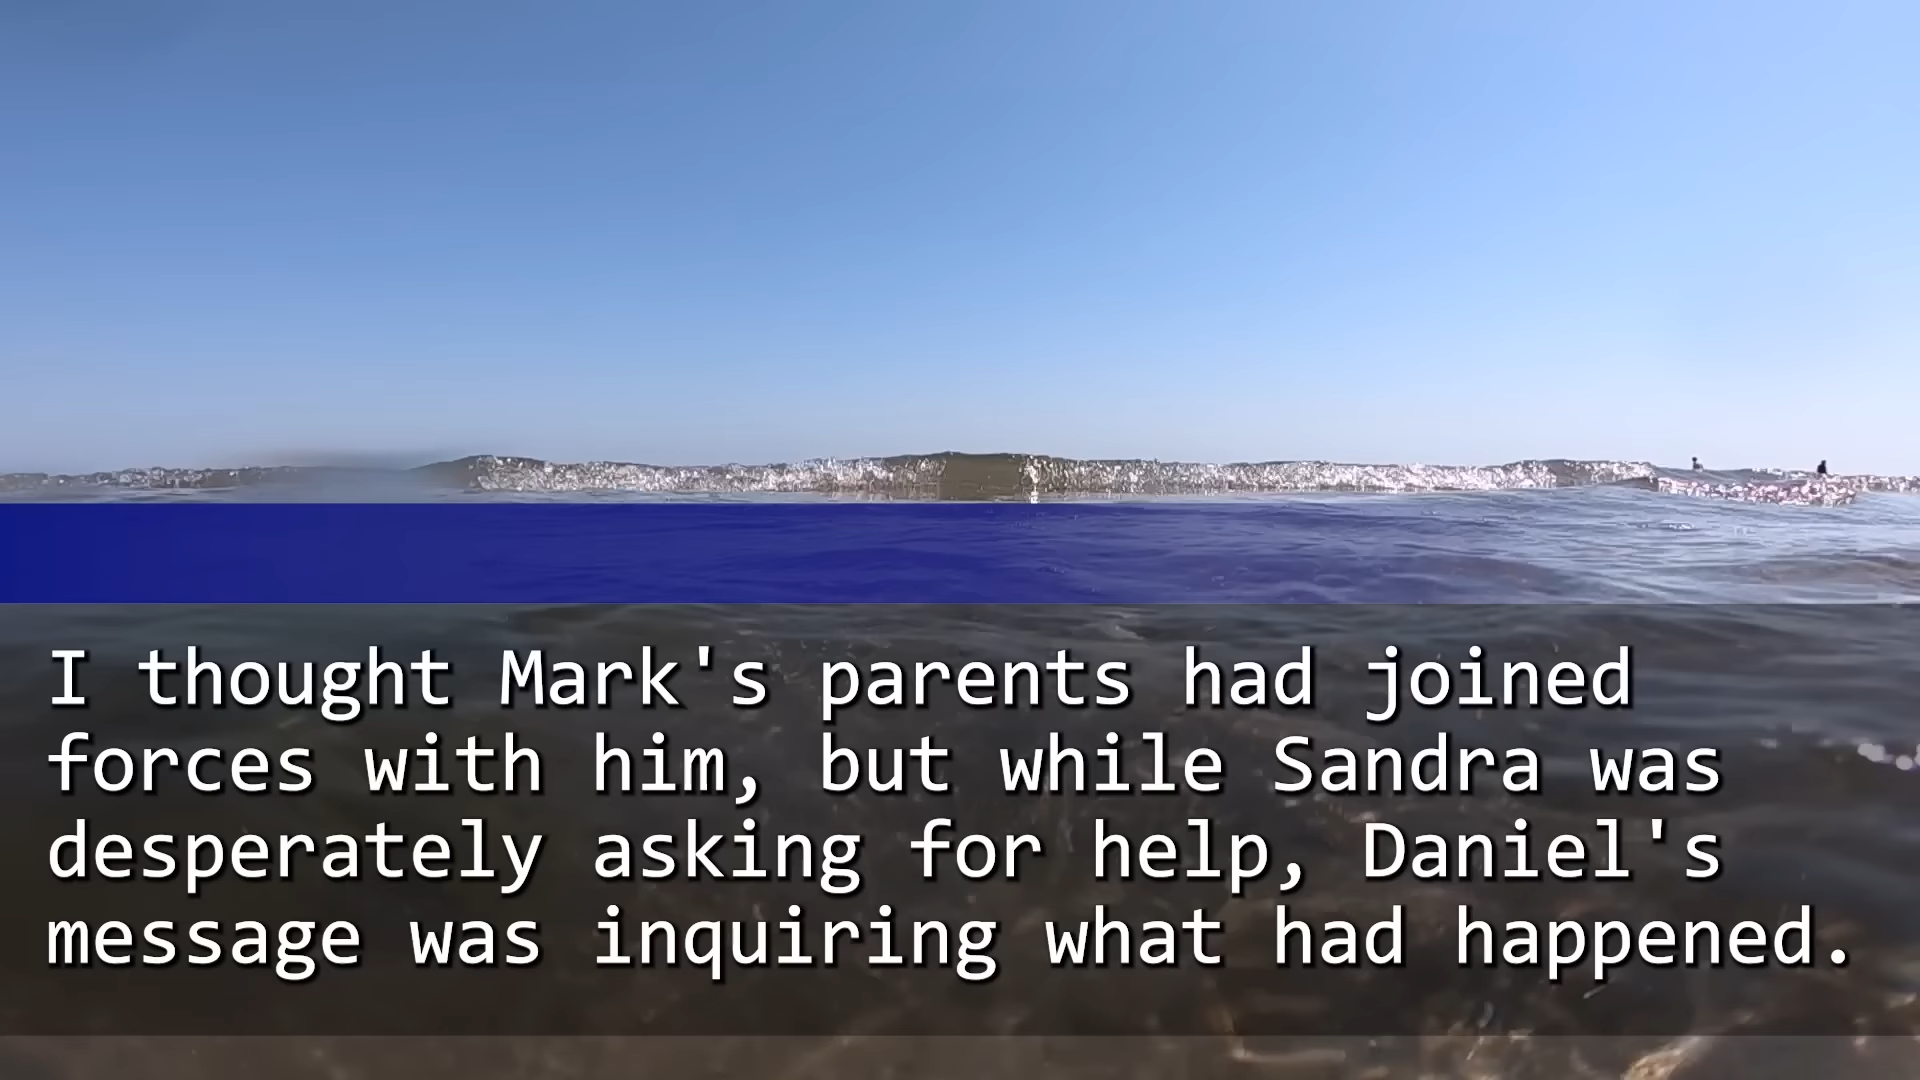 I thought Mark's parents had joined
forces with him, but while Sandra was
desperately asking for help, Daniel's
message was inquiring what had happened.